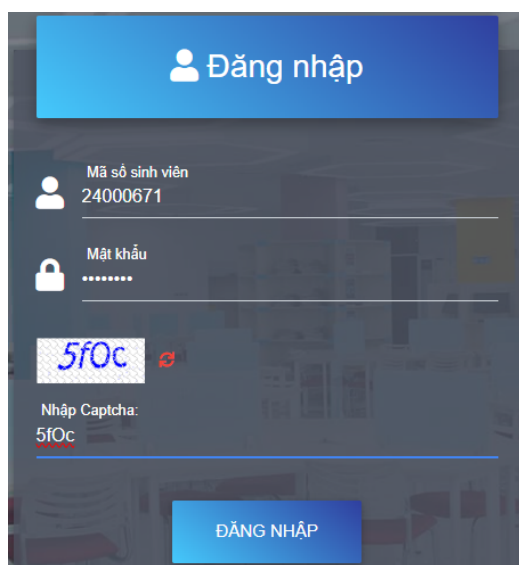 Đăng nhập
Mã số sinh viên
24000671
Mật khẩu
••••••••
5fOc
Nhập Captcha:
5fOc
ĐĂNG NHẬP